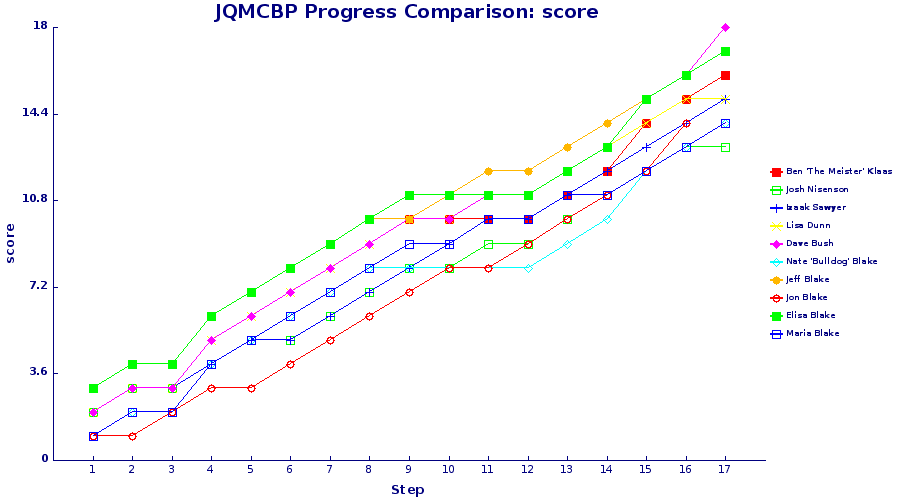 JQMCBP Progress Comparison: score
18
14.4
10.8
7.2
3.6
0
score
1 2 3 4 5 6 7 8 9 10 11 12 13 14 15 16 17
Step
Ben 'The Meister' Klaas
Josh Nisenson
Izaak Sawyer
Lisa Dunn
Dave Bush
Nate 'Bulldog' Blake
Jeff Blake
Jon Blake
Elisa Blake
Maria Blake